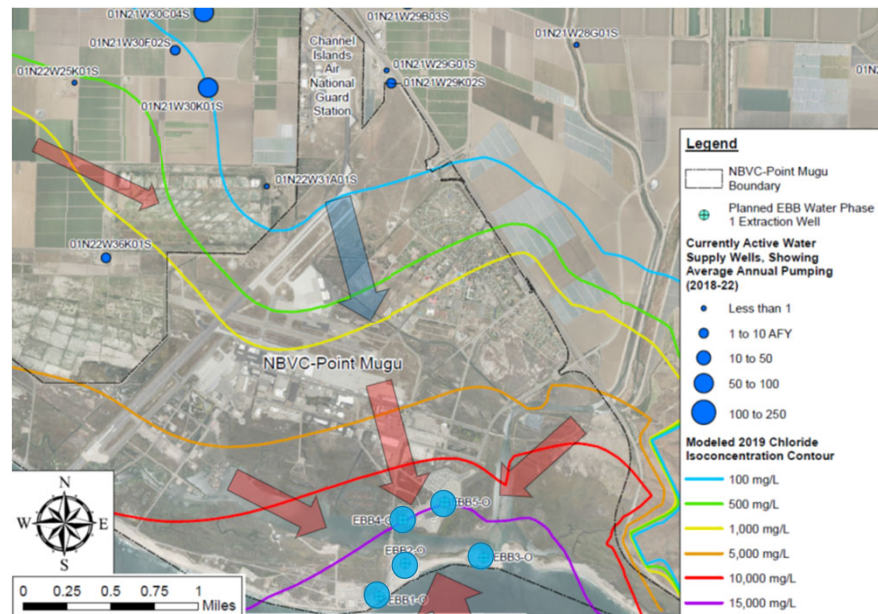 01N21W30C04S
01N21W29B03S
01N21W30F02S
Channel
Islands
Air
National
Guard
Station
01N21W28G01S
01N21W29G01S
01N22W25K01S
01N21W29K02S
01N21W30K01S
01N22W31A01S
01N22W36K01S
NBVC-Point Mugu
EBB5-O
EBB4-O
EBB2-O
EBB3-O
EBB1-O
N
W E
S
0 0.25 0.5 0.75 1
Miles
Legend
NBVC-Point Mugu
Boundary
Planned EBB Water Phase
1 Extraction Well
Currently Active Water
Supply Wells, Showing
Average Annual Pumping
(2018-22)
Less than 1
1 to 10 AFY
10 to 50
50 to 100
100 to 250
Modeled 2019 Chloride
Isoconcentration Contour
100 mg/L
500 mg/L
1,000 mg/L
5,000 mg/L
10,000 mg/L
15,000 mg/L